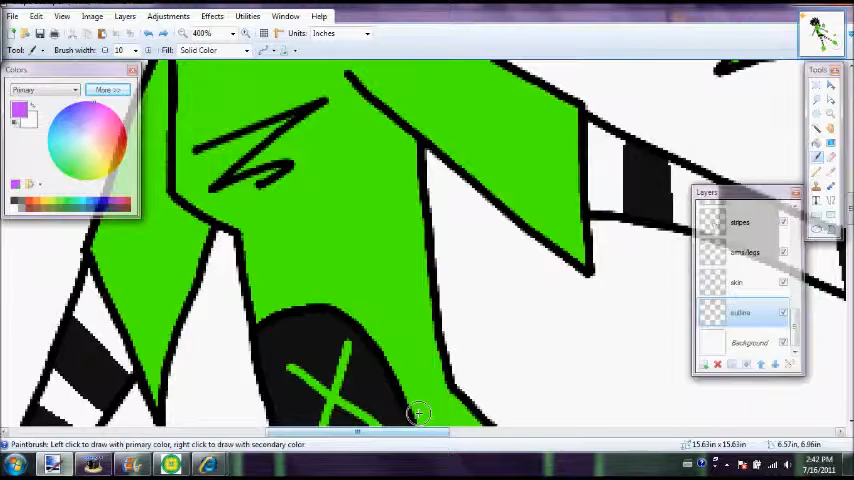 File Edit View Image Layers Adjustments Effects Utilities Window Help
400% Units: Inches
Tool: Brush width: 10 Fill: Solid Color
Colors
Primary More >>
Tools
Layers
stripes
arms/legs
skin
outline
Background
Paintbrush: Left click to draw with primary color, right click to draw with secondary color.
15.63in x 15.63in 6.57in, 6.96in
2:42 PM
7/16/2011